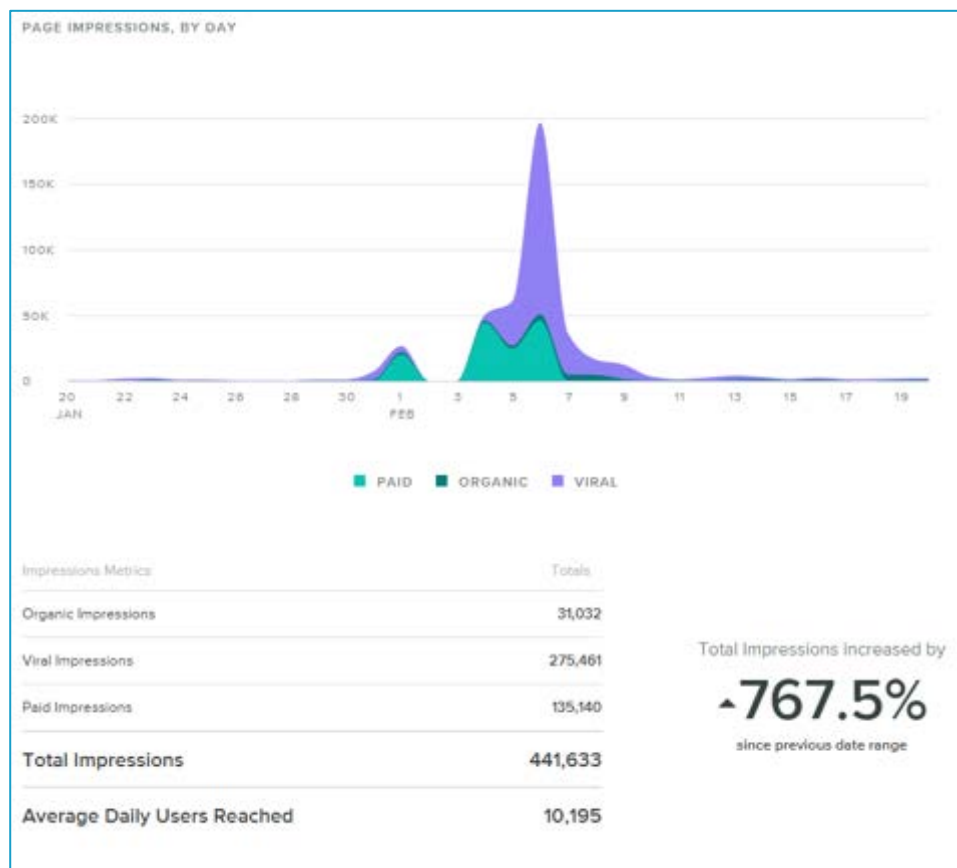 PAGE IMPRESSIONS, BY DAY
200K
150K
100K
50K
0
20 22 24 26 28 30 1 3 5 7 9 11 13 15 17 19
JAN FEB
PAID ORGANIC VIRAL
Impressions Metrics Totals
Organic Impressions 31,032
Viral Impressions 275,461
Paid Impressions 135,140
Total Impressions 441,633
Average Daily Users Reached 10,195
Total Impressions increased by
767.5%
since previous date range